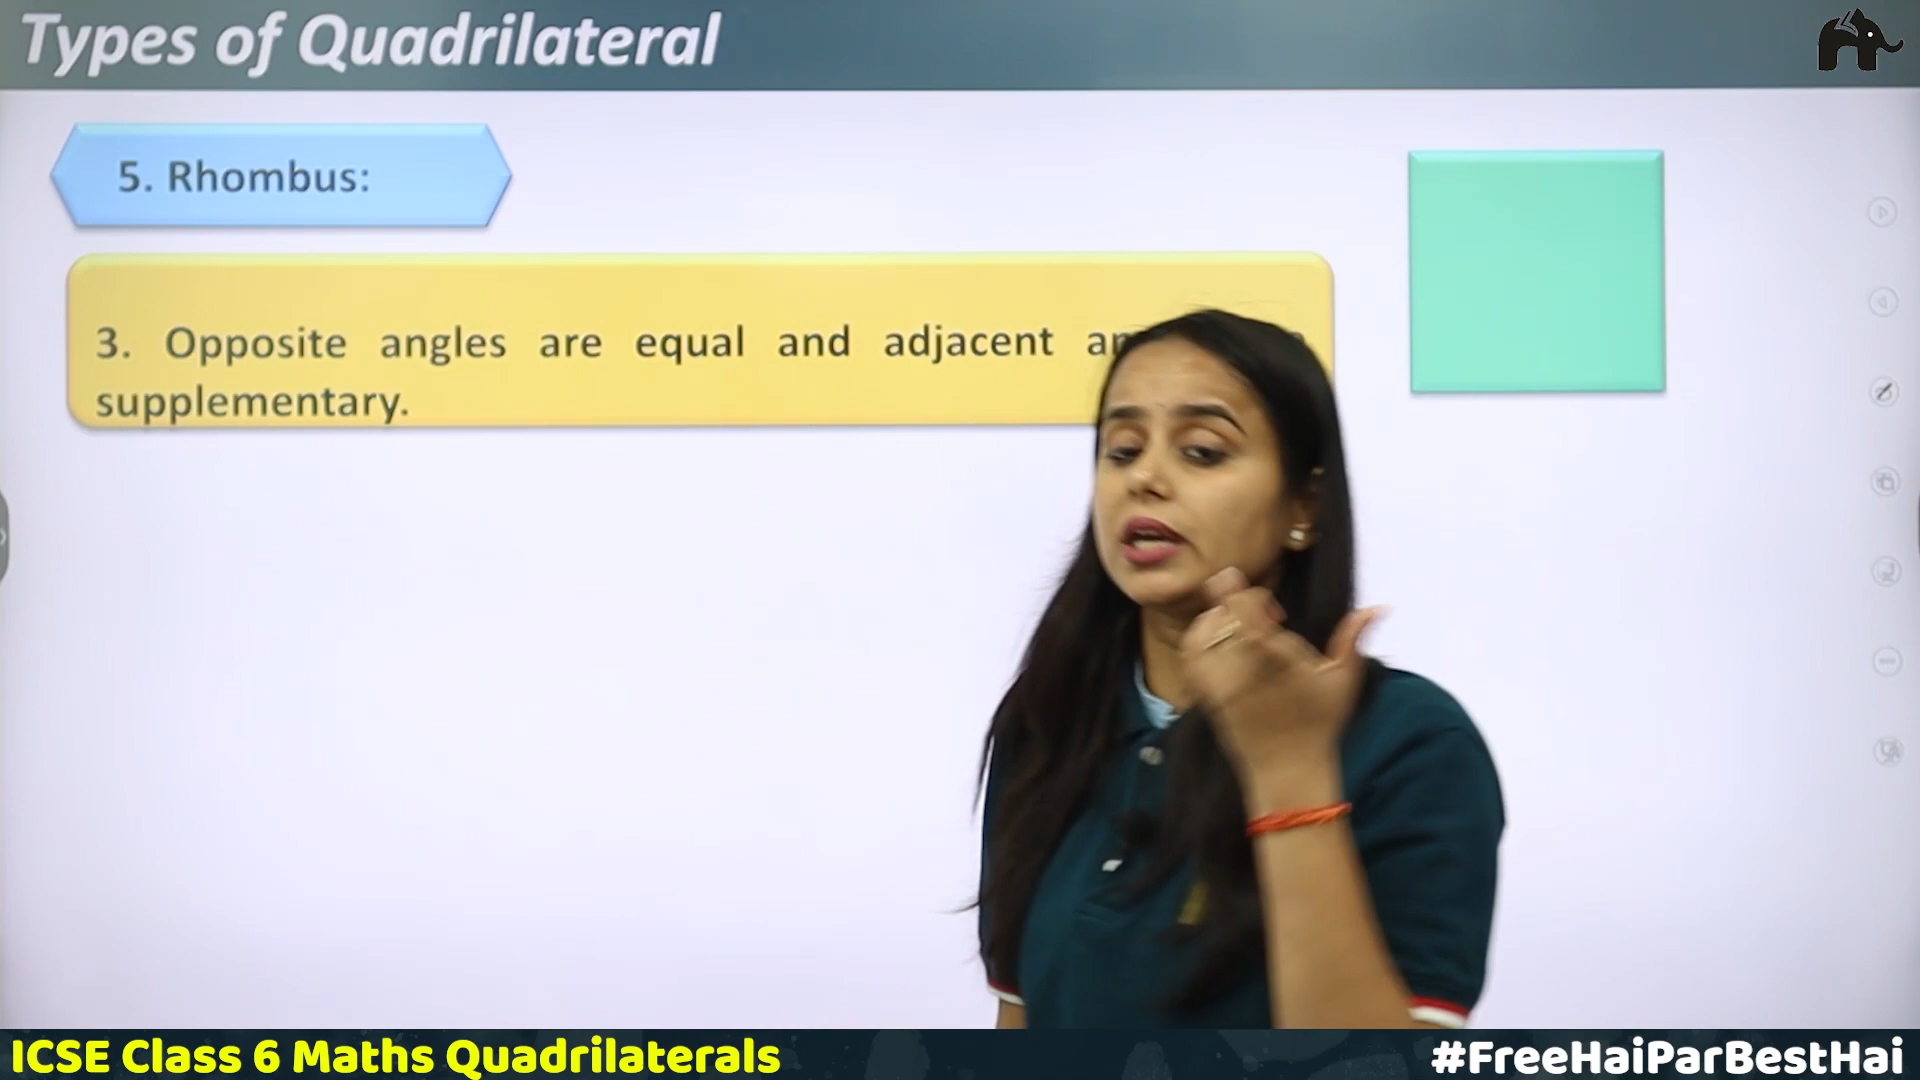 Types of Quadrilateral
5. Rhombus:
3. Opposite angles are equal and adjacent
supplementary.
ICSE Class 6 Maths Quadrilaterals
#FreeHaiParBestHai